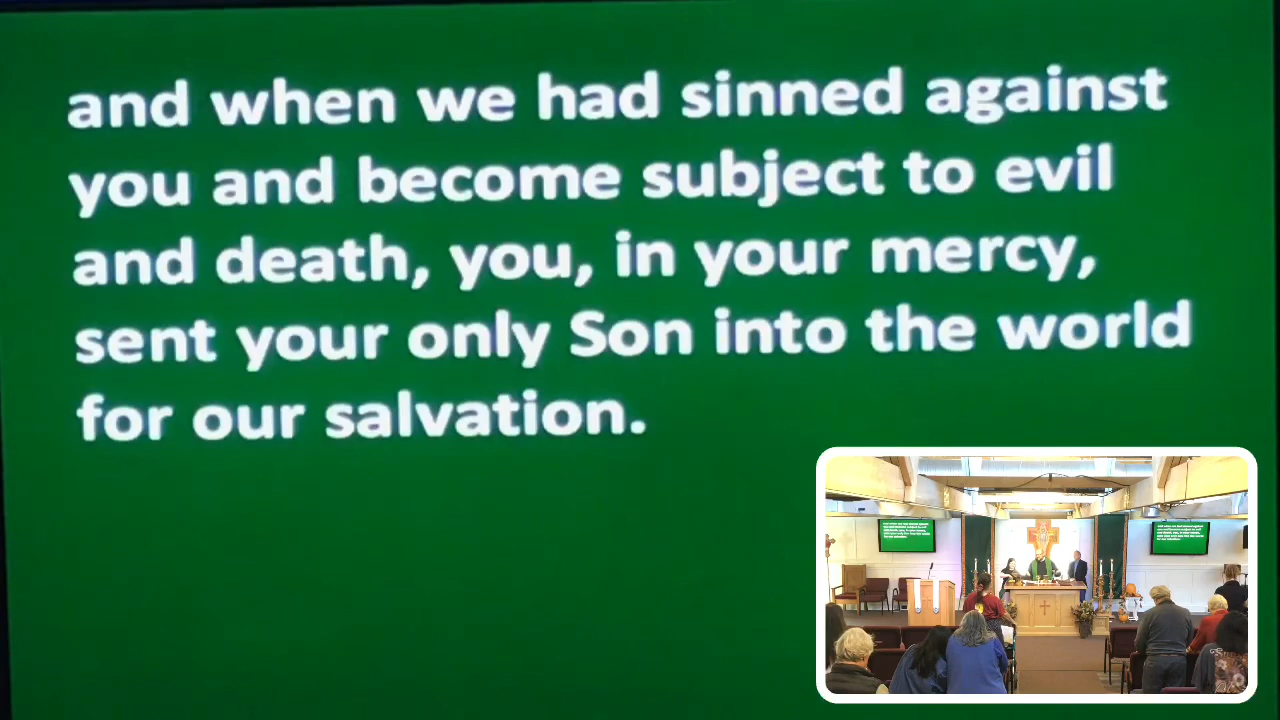 and when we had sinned against
you and become subject to evil
and death, you, in your mercy,
sent your only Son into the world
for our salvation.